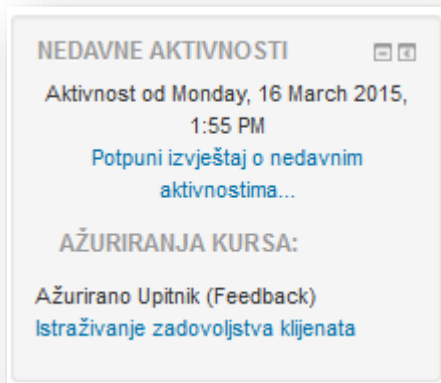 NEDAVNE AKTIVNOSTI
Aktivnost od Monday, 16 March 2015,
1:55 PM
Potpuni izvještaj o nedavnim
aktivnostima...
AŽURIRANJA KURSA:
Ažurirano Upitnik (Feedback)
Istraživanje zadovoljstva klijenata